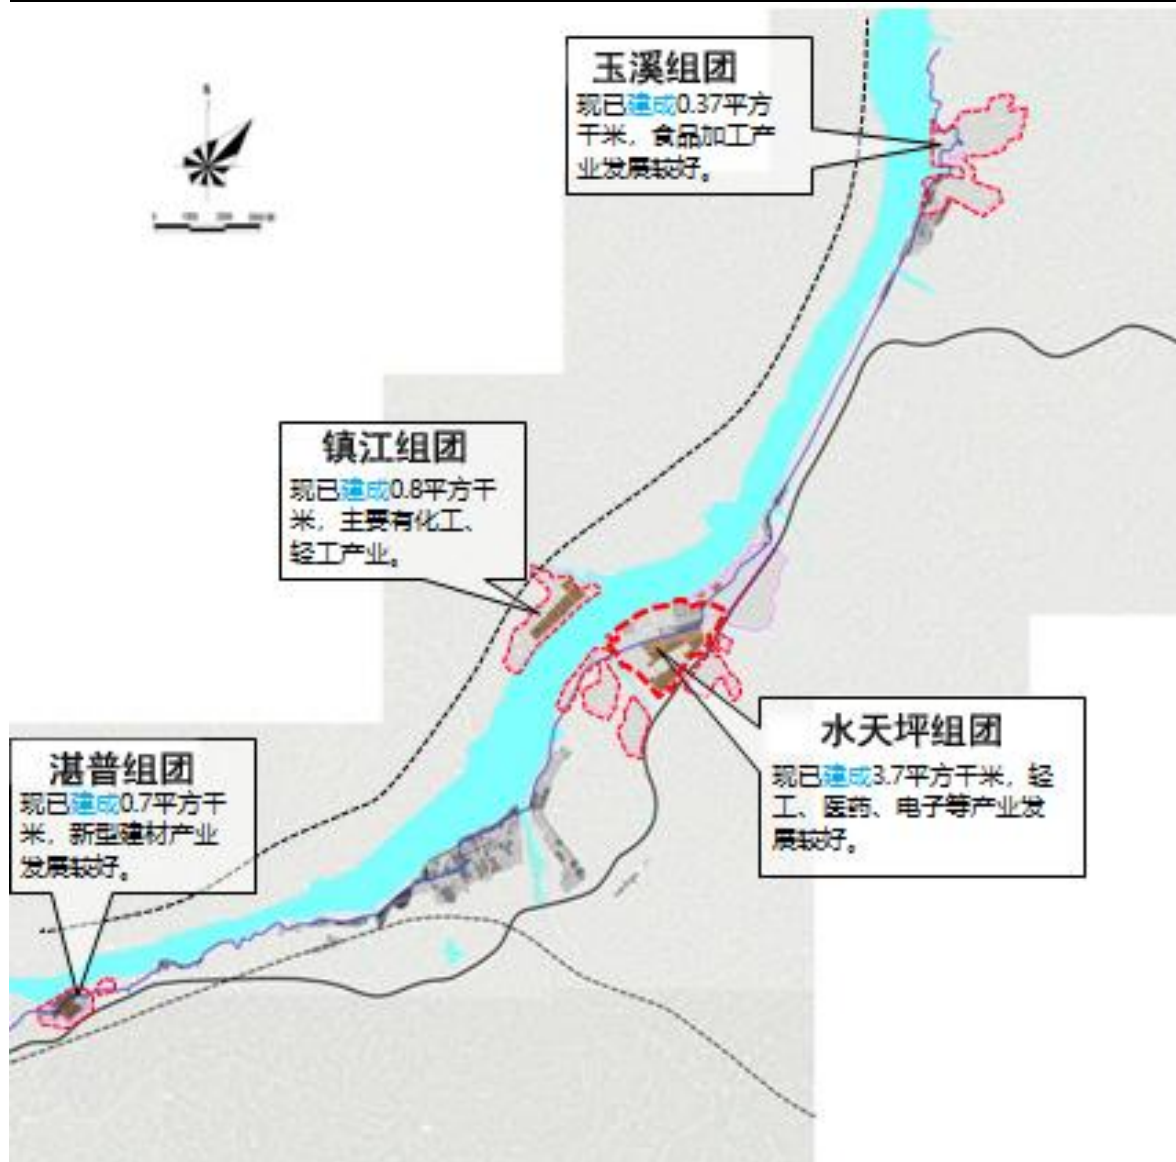 玉溪组团
现已建成0.37平方
千米，食品加工产
业发展较好。
镇江组团
现已建成0.8平方千
米，主要有化工、
轻工产业。
水天坪组团
现已建成3.7平方千米，轻
工、医药、电子等产业发
展较好。
湛普组团
现已建成0.7平方千
米，新型建材产业
发展较好。